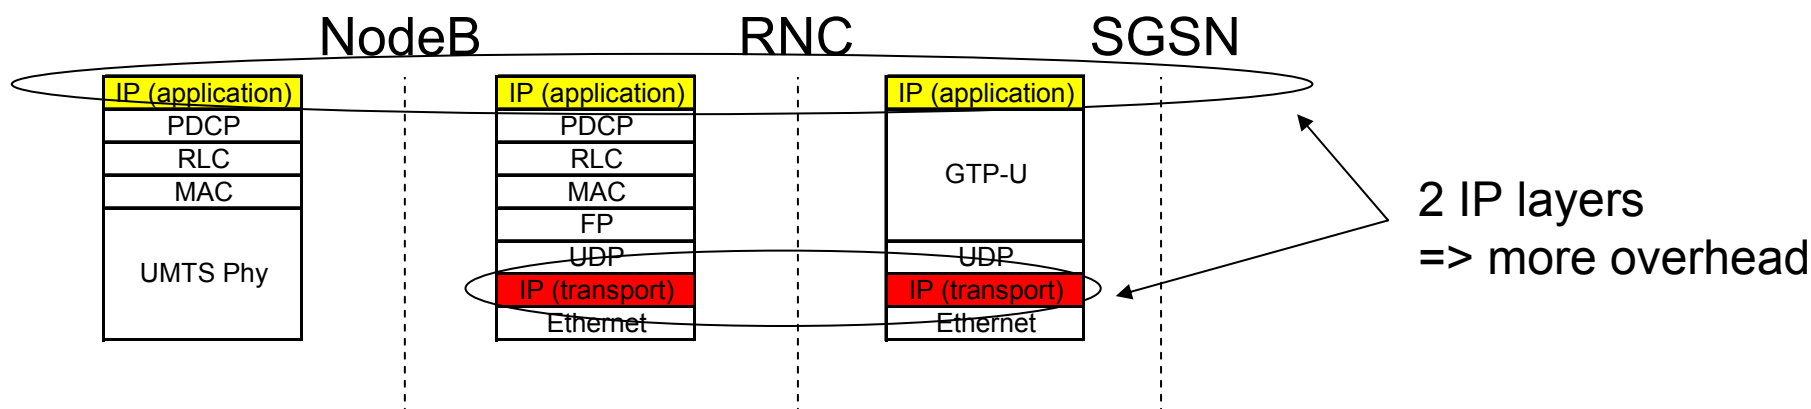 NodeB RNC SGSN
IP (application)
PDCP
RLC
MAC
UMTS Phy
IP (application)
PDCP
RLC
MAC
FP
UDP
IP (transport)
Ethernet
IP (application)
GTP-U
UDP
IP (transport)
Ethernet
2 IP layers
=> more overhead